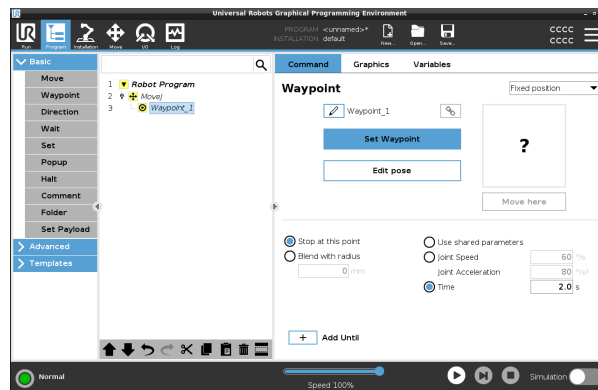 Universal Robots Graphical Programming Environment
Run Program Installation Move I/O Log
PROGRAM <unnamed>*
INSTALLATION default
New... Open... Save...
CCCC
CCCC
Basic
Move
Waypoint
Direction
Wait
Set
Popup
Halt
Comment
Folder
Set Payload
Advanced
Templates
1 Robot Program
2 MoveJ
3 Waypoint_1
Command Graphics Variables
Waypoint
Fixed position
Waypoint_1
Set Waypoint
Edit pose
?
Move here
Stop at this point
Blend with radius
0 mm
Use shared parameters
Joint Speed 60 °/s
Joint Acceleration 80 °/s²
Time 2.0 s
+ Add Until
Normal
Speed 100%
Simulation